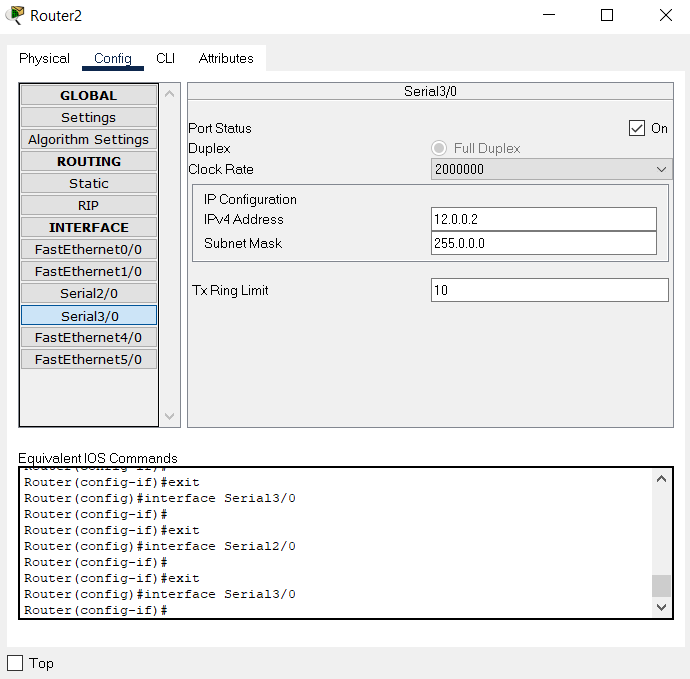 Router2
Physical Config CLI Attributes
GLOBAL
Settings
Algorithm Settings
ROUTING
Static
RIP
INTERFACE
FastEthernet0/0
FastEthernet1/0
Serial2/0
Serial3/0
FastEthernet4/0
FastEthernet5/0
Serial3/0
Port Status On
Duplex Full Duplex
Clock Rate 2000000
IP Configuration
IPv4 Address 12.0.0.2
Subnet Mask 255.0.0.0
Tx Ring Limit 10
Equivalent IOS Commands
Router(config-if)#
Router(config-if)#exit
Router(config)#interface Serial3/0
Router(config-if)#
Router(config-if)#exit
Router(config)#interface Serial2/0
Router(config-if)#
Router(config-if)#exit
Router(config)#interface Serial3/0
Router(config-if)#
Top